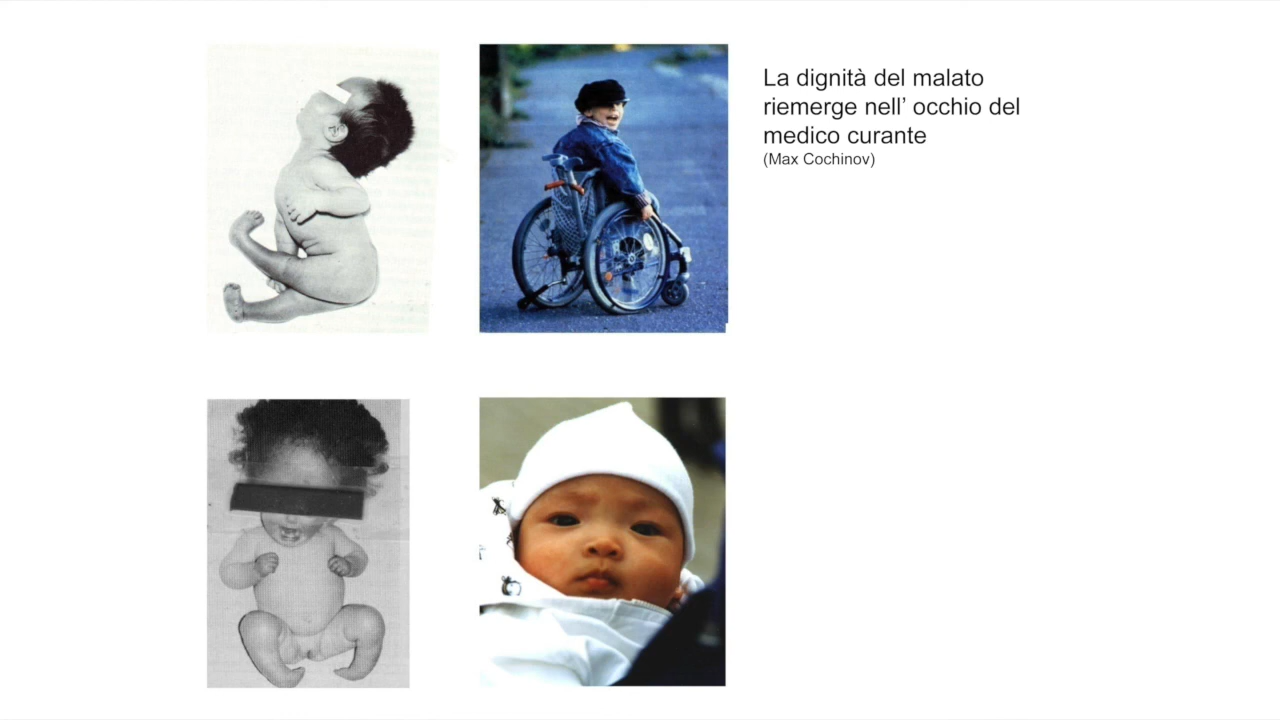 La dignità del malato
riemerge nell’ occhio del
medico curante
(Max Cochinov)